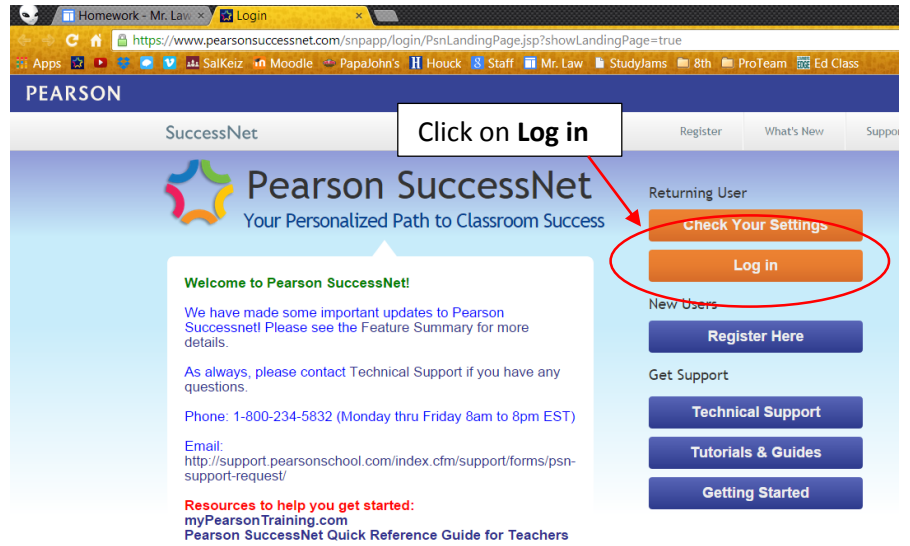 Homework - Mr. Law
Login
https://www.pearsonsuccessnet.com/snpapp/login/PsnLandingPage.jsp?showLandingPage=true
Apps SalKeiz Moodle PapaJohn's Houck Staff Mr. Law StudyJams 8th ProTeam Ed Class
PEARSON
SuccessNet
Click on Log in
Register What's New Suppor
Pearson SuccessNet
Your Personalized Path to Classroom Success
Returning User
Check Your Settings
Log in
New Users
Register Here
Get Support
Technical Support
Tutorials & Guides
Getting Started
Welcome to Pearson SuccessNet!
We have made some important updates to Pearson
Successnet! Please see the Feature Summary for more
details.
As always, please contact Technical Support if you have any
questions.
Phone: 1-800-234-5832 (Monday thru Friday 8am to 8pm EST)
Email:
http://support.pearsonschool.com/index.cfm/support/forms/psn-
support-request/
Resources to help you get started:
myPearsonTraining.com
Pearson SuccessNet Quick Reference Guide for Teachers